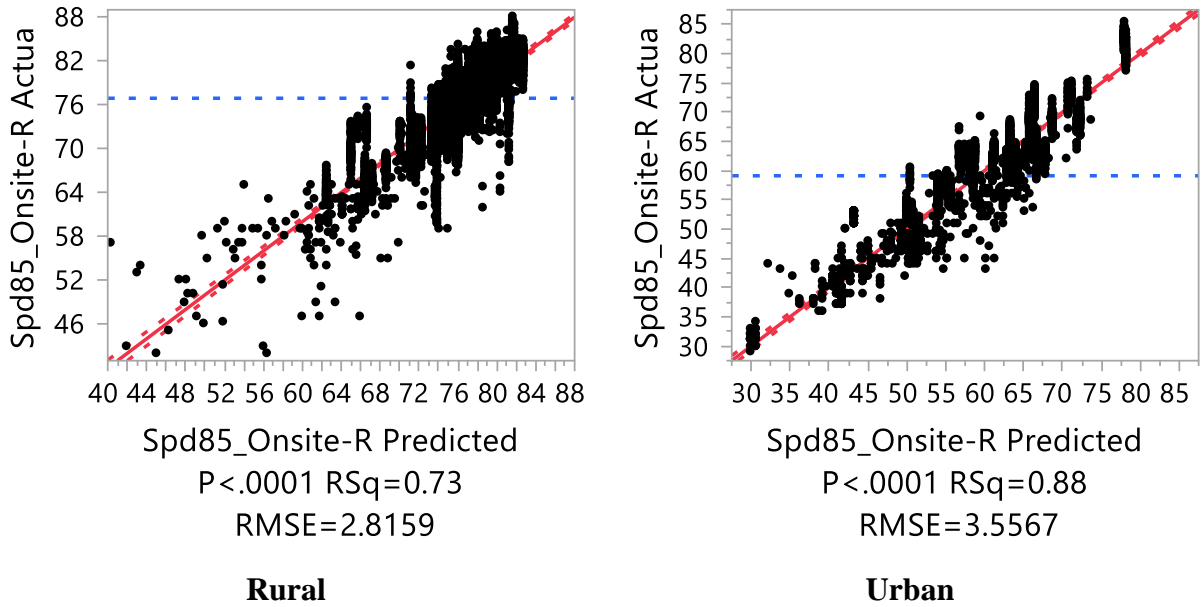 Spd85_Onsite-R Actua
88
82
76
70
64
58
52
46
40 44 48 52 56 60 64 68 72 76 80 84 88
Spd85_Onsite-R Predicted
P<.0001 RSq=0.73
RMSE=2.8159
Rural
Spd85_Onsite-R Actua
85
80
75
70
65
60
55
50
45
40
35
30
30 35 40 45 50 55 60 65 70 75 80 85
Spd85_Onsite-R Predicted
P<.0001 RSq=0.88
RMSE=3.5567
Urban